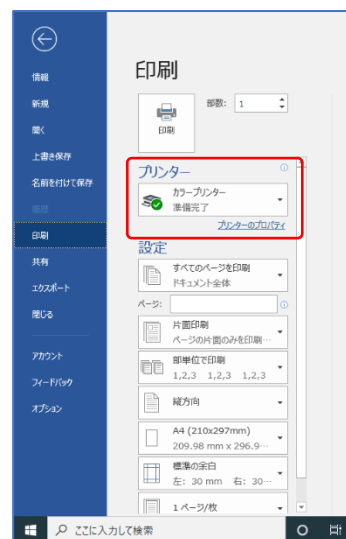 情報
新規
開く
上書き保存
名前を付けて保存
履歴
印刷
共有
エクスポート
閉じる
アカウント
フィードバック
オプション
印刷
印刷
部数: 1
プリンター
カラープリンター
準備完了
プリンターのプロパティ
設定
すべてのページを印刷
ドキュメント全体
ページ:
片面印刷
ページの片面のみを印刷…
部単位で印刷
1,2,3 1,2,3 1,2,3
縦方向
A4 (210x297mm)
209.98 mm x 296.9…
標準の余白
左: 30 mm 右: 30…
1 ページ/枚
ここに入力して検索